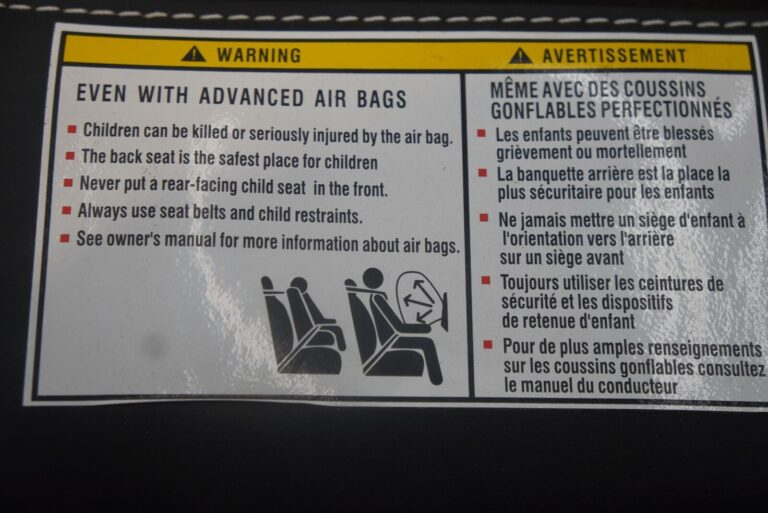 WARNING
EVEN WITH ADVANCED AIR BAGS
Children can be killed or seriously injured by the air bag.
The back seat is the safest place for children
Never put a rear-facing child seat in the front.
Always use seat belts and child restraints.
See owner's manual for more information about air bags.
AVERTISSEMENT
MÊME AVEC DES COUSSINS
GONFLABLES PERFECTIONNÉS
Les enfants peuvent être blessés
grièvement ou mortellement
La banquette arrière est la place la
plus sécuritaire pour les enfants
Ne jamais mettre un siège d'enfant à
l'orientation vers l'arrière
sur un siège avant
Toujours utiliser les ceintures de
sécurité et les dispositifs
de retenue d'enfant
Pour de plus amples renseignements
sur les coussins gonflables consultez
le manuel du conducteur